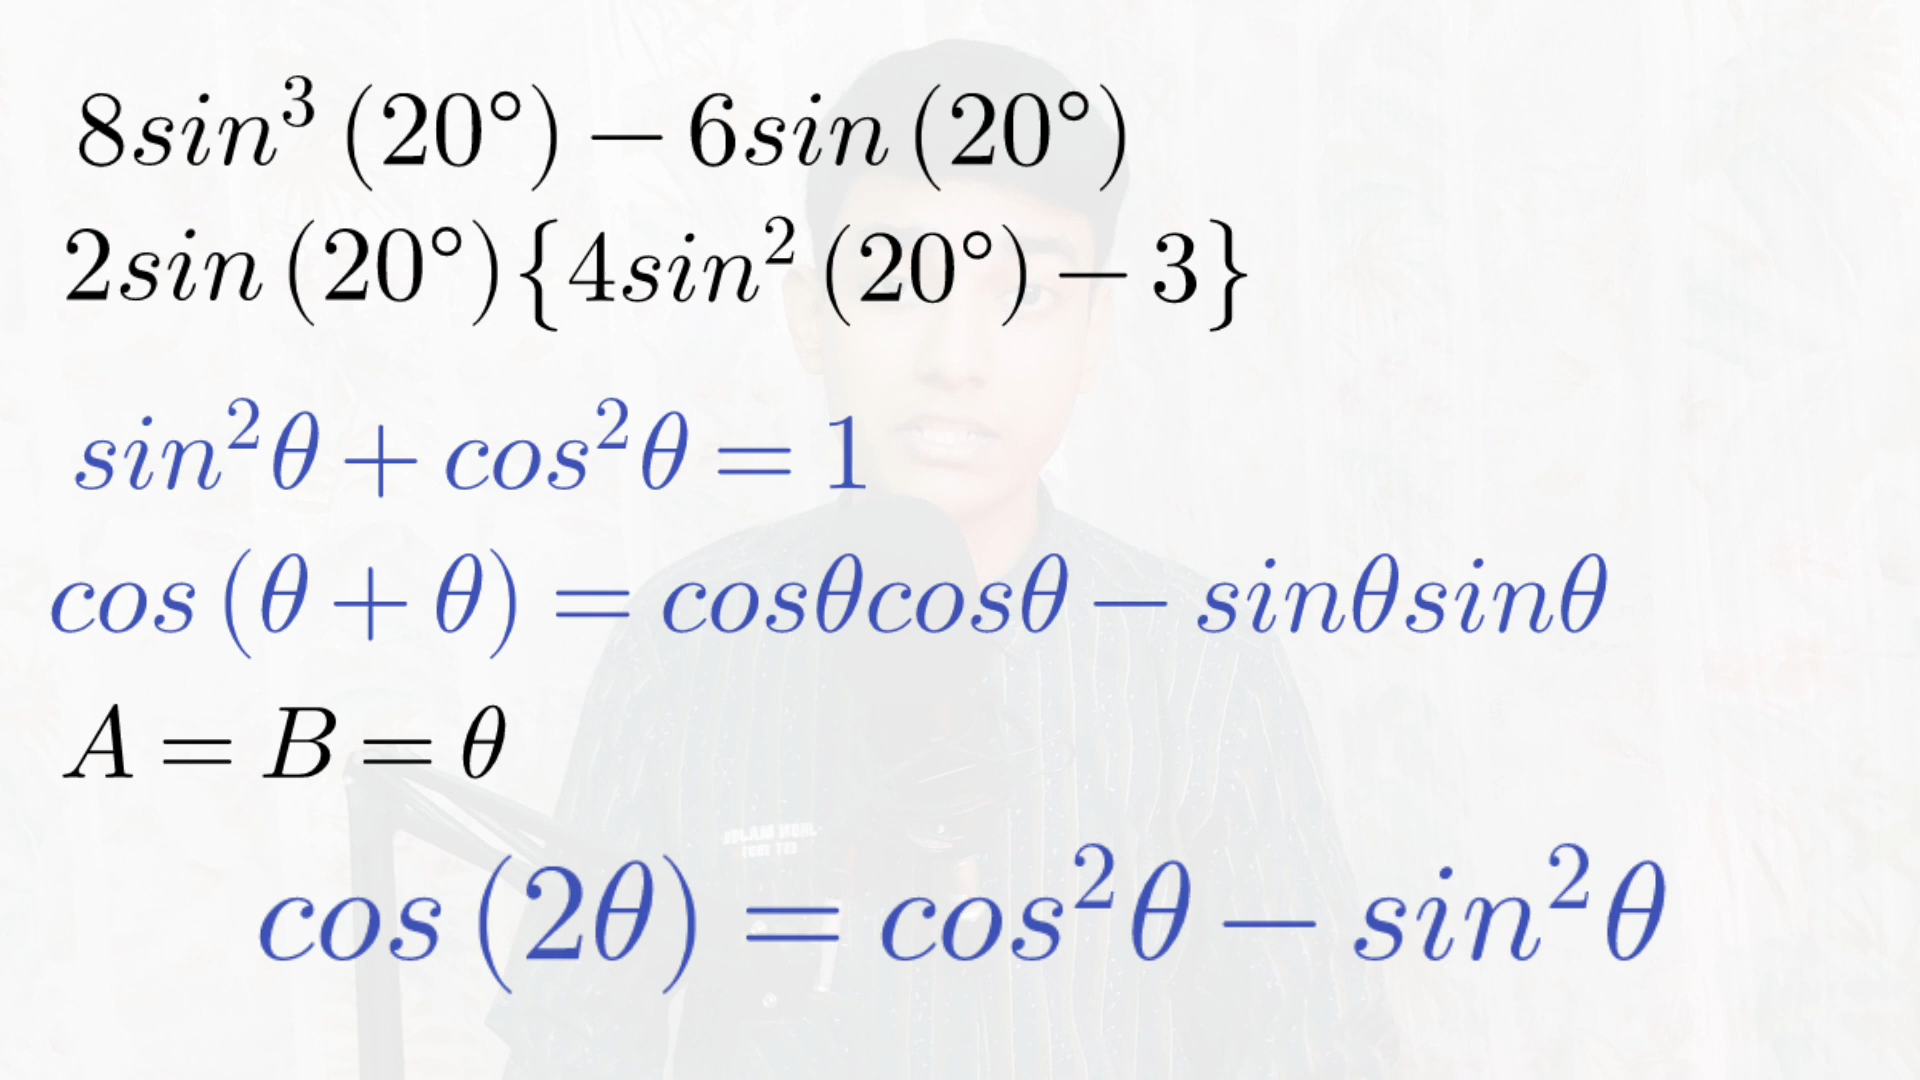 8sin³ (20°) − 6sin (20°)
2sin (20°) {4sin² (20°) − 3}
sin²θ + cos²θ = 1
cos (θ + θ) = cosθcosθ − sinθsinθ
A = B = θ
cos (2θ) = cos²θ − sin²θ